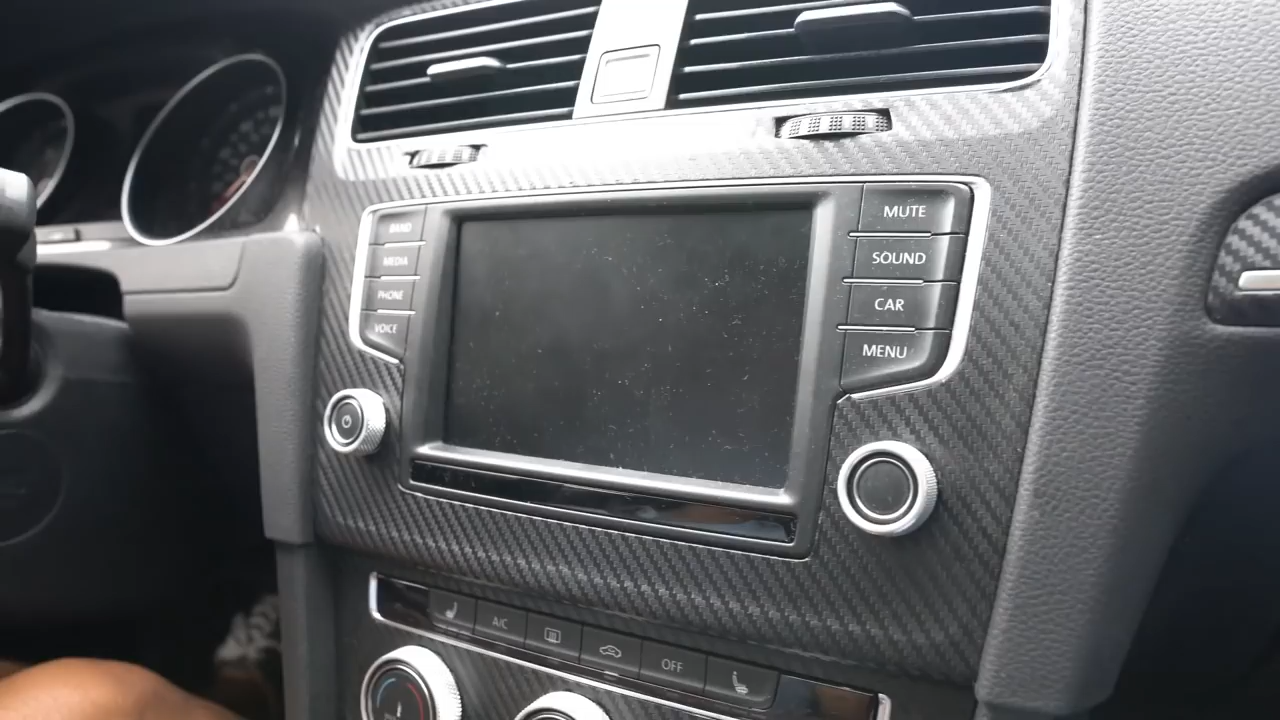 BAND
MEDIA
PHONE
VOICE
MUTE
SOUND
CAR
MENU
A/C
OFF